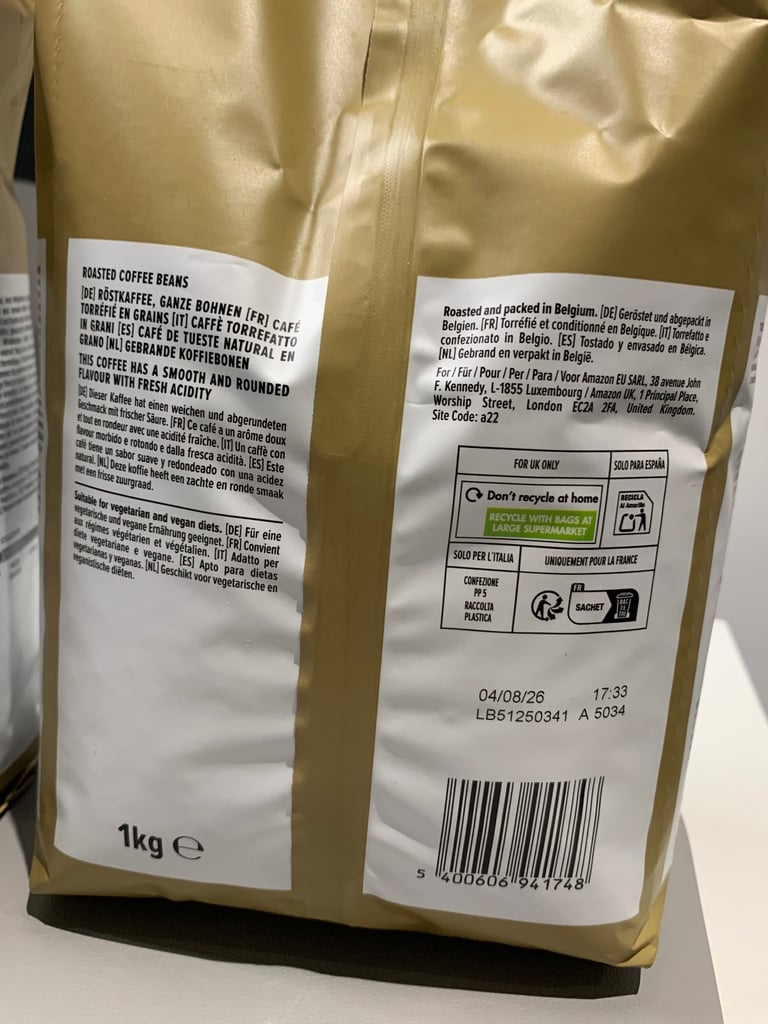 ROASTED COFFEE BEANS
[DE] RÖSTKAFFEE, GANZE BOHNEN [FR] CAFÉ
TORRÉFIÉ EN GRAINS [IT] CAFFÈ TORREFATTO
IN GRANI [ES] CAFÉ DE TUESTE NATURAL EN
GRANO [NL] GEBRANDE KOFFIEBONEN
THIS COFFEE HAS A SMOOTH AND ROUNDED
FLAVOUR WITH FRESH ACIDITY
[DE] Dieser Kaffee hat einen weichen und abgerundeten
Geschmack mit frischer Säure. [FR] Ce café a un arôme doux
et tout en rondeur avec une acidité fraîche. [IT] Un caffè con
flavour morbido e rotondo e dalla fresca acidità. [ES] Este
café tiene un sabor suave y redondeado con una acidez
natural. [NL] Deze koffie heeft een zachte en ronde smaak
met een frisse zuurgraad.
Suitable for vegetarian and vegan diets. [DE] Für eine
vegetarische und vegane Ernährung geeignet. [FR] Convient
aux régimes végétarien et végétalien. [IT] Adatto per
diete vegetariane e vegane. [ES] Apto para dietas
vegetarianas y veganas. [NL] Geschikt voor vegetarische en
veganistische diëten.
1kg ℮
Roasted and packed in Belgium. [DE] Geröstet und abgepackt in
Belgien. [FR] Torréfié et conditionné en Belgique. [IT] Torrefatto e
confezionato in Belgio. [ES] Tostado y envasado en Bélgica.
[NL] Gebrand en verpakt in België.
For / Für / Pour / Per / Para / Voor Amazon EU SARL, 38 avenue John
F. Kennedy, L-1855 Luxembourg / Amazon UK, 1 Principal Place,
Worship Street, London EC2A 2FA, United Kingdom.
Site Code: a22
FOR UK ONLY
Don't recycle at home
RECYCLE WITH BAGS AT
LARGE SUPERMARKET
SOLO PARA ESPAÑA
RECICLA
Al Amarillo
SOLO PER L'ITALIA
CONFEZIONE
PP 5
RACCOLTA
PLASTICA
UNIQUEMENT POUR LA FRANCE
FR
SACHET
BAC
DE
TRI
04/08/26 17:33
LB51250341 A 5034
5 400606 941748